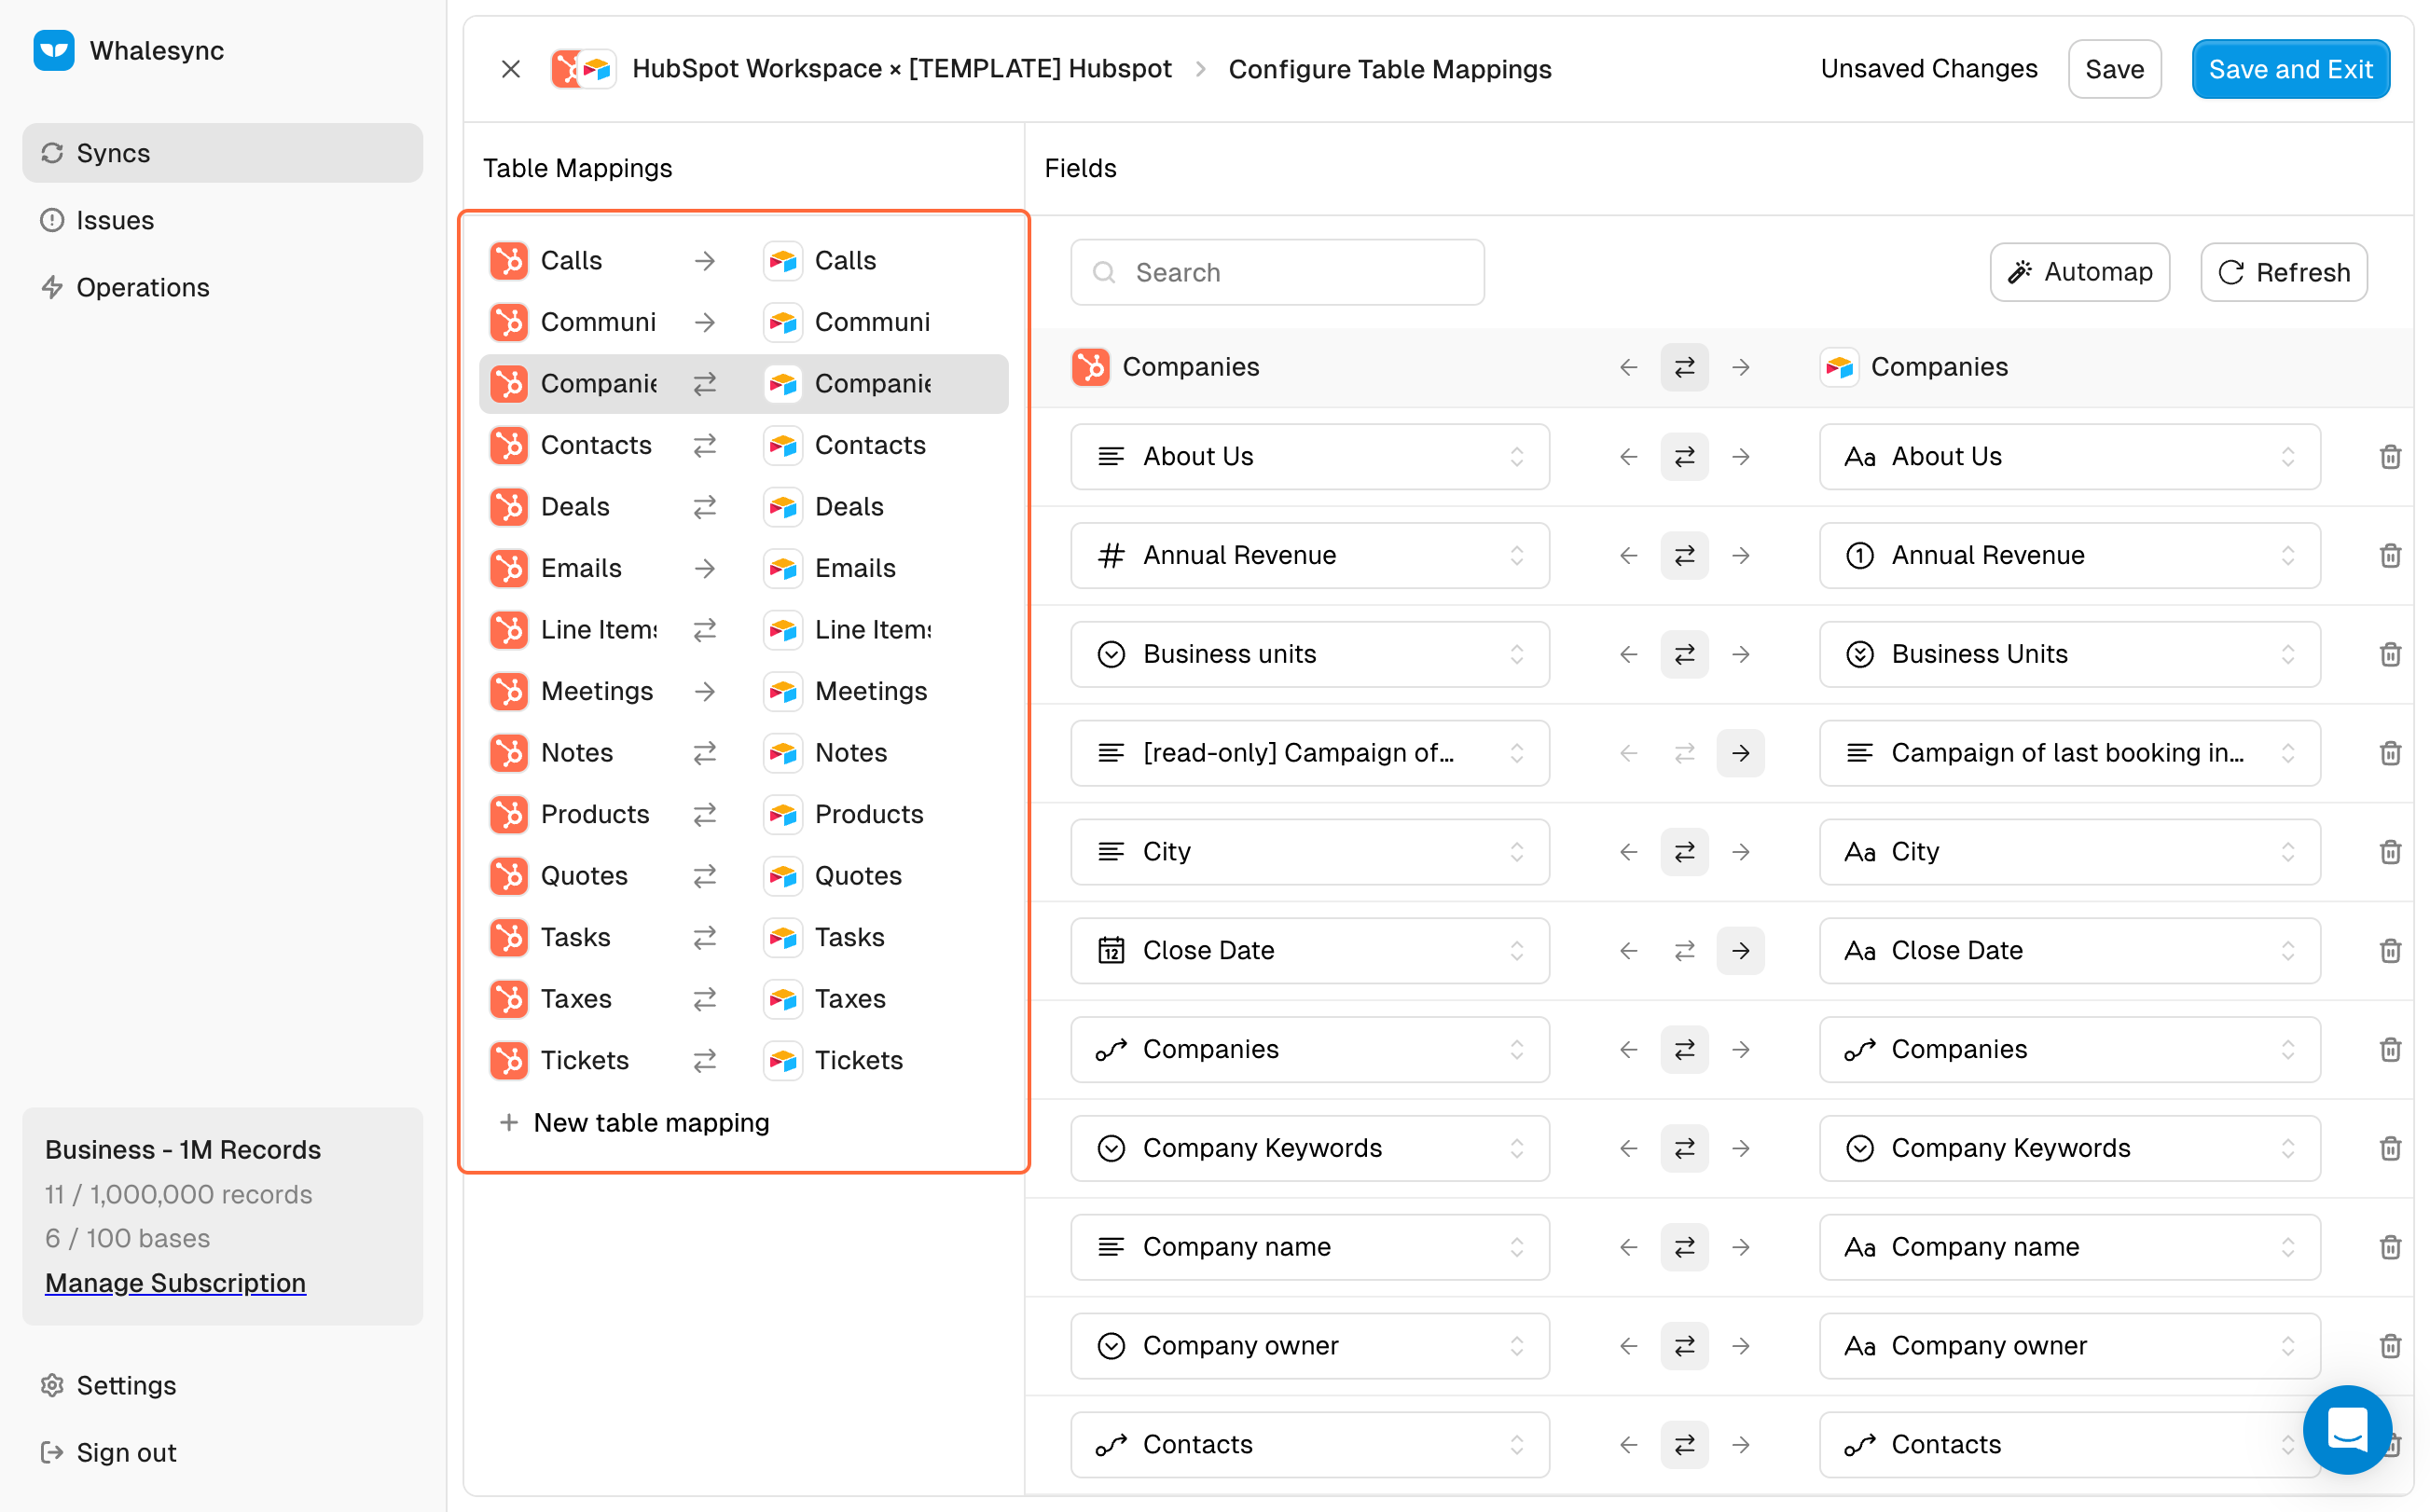 Whalesync
Syncs
Issues
Operations
Business - 1M Records
11 / 1,000,000 records
6 / 100 bases
Manage Subscription
Settings
Sign out
HubSpot Workspace × [TEMPLATE] Hubspot
Configure Table Mappings
Unsaved Changes
Save
Save and Exit
Table Mappings
Calls Calls
Communi Communi
Companie Companie
Contacts Contacts
Deals Deals
Emails Emails
Line Items Line Items
Meetings Meetings
Notes Notes
Products Products
Quotes Quotes
Tasks Tasks
Taxes Taxes
Tickets Tickets
New table mapping
Fields
Search
Automap
Refresh
Companies Companies
About Us Aa About Us
Annual Revenue 1 Annual Revenue
Business units Business Units
[read-only] Campaign of... Campaign of last booking in...
City Aa City
12 Close Date Aa Close Date
Companies Companies
Company Keywords Company Keywords
Company name Aa Company name
Company owner Aa Company owner
Contacts Contacts